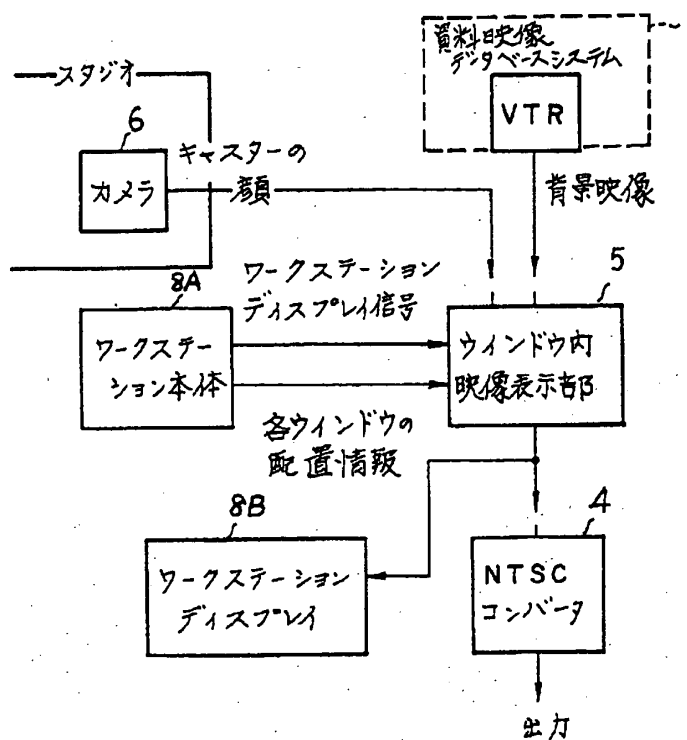 資料映像
データベースシステム
VTR
スタジオ
6
カメラ
キャスターの
顔
背景映像
8A
ワークステーション
ディスプレイ信号
5
ワークステー
ション本体
ウインドウ内
映像表示部
各ウィンドウの
配置情報
8B
ワークステーション
ディスプレイ
4
NTSC
コンバータ
出力